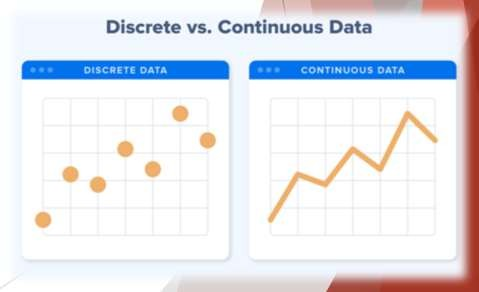 Discrete vs. Continuous Data
DISCRETE DATA
CONTINUOUS DATA